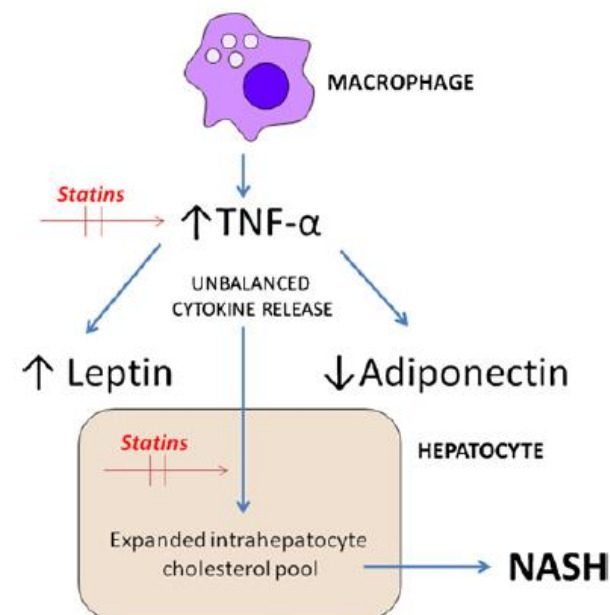 MACROPHAGE
Statins
↑TNF-α
UNBALANCED
CYTOKINE RELEASE
↑ Leptin
↓Adiponectin
Statins
HEPATOCYTE
Expanded intrahepatocyte
cholesterol pool
NASH